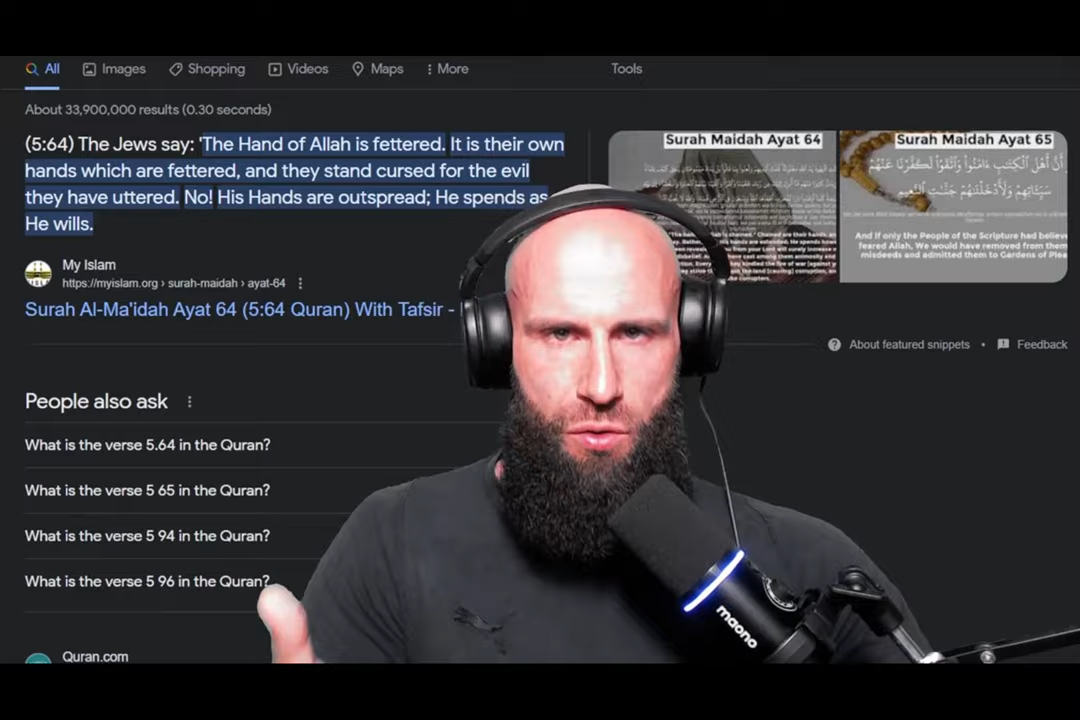 All Images Shopping Videos Maps More Tools
About 33,900,000 results (0.30 seconds)
(5:64) The Jews say: 'The Hand of Allah is fettered. It is their own
hands which are fettered, and they stand cursed for the evil
they have uttered. No! His Hands are outspread; He spends as
He wills.
My Islam
https://myislam.org › surah-maidah › ayat-64
Surah Al-Ma'idah Ayat 64 (5:64 Quran) With Tafsir -
Surah Maidah Ayat 64
Surah Maidah Ayat 65
And if only the People of the Scripture had believ
feared Allah, We would have removed from them
misdeeds and admitted them to Gardens of Plea
About featured snippets • Feedback
People also ask
What is the verse 5.64 in the Quran?
What is the verse 5 65 in the Quran?
What is the verse 5 94 in the Quran?
What is the verse 5 96 in the Quran?
Quran.com
maono